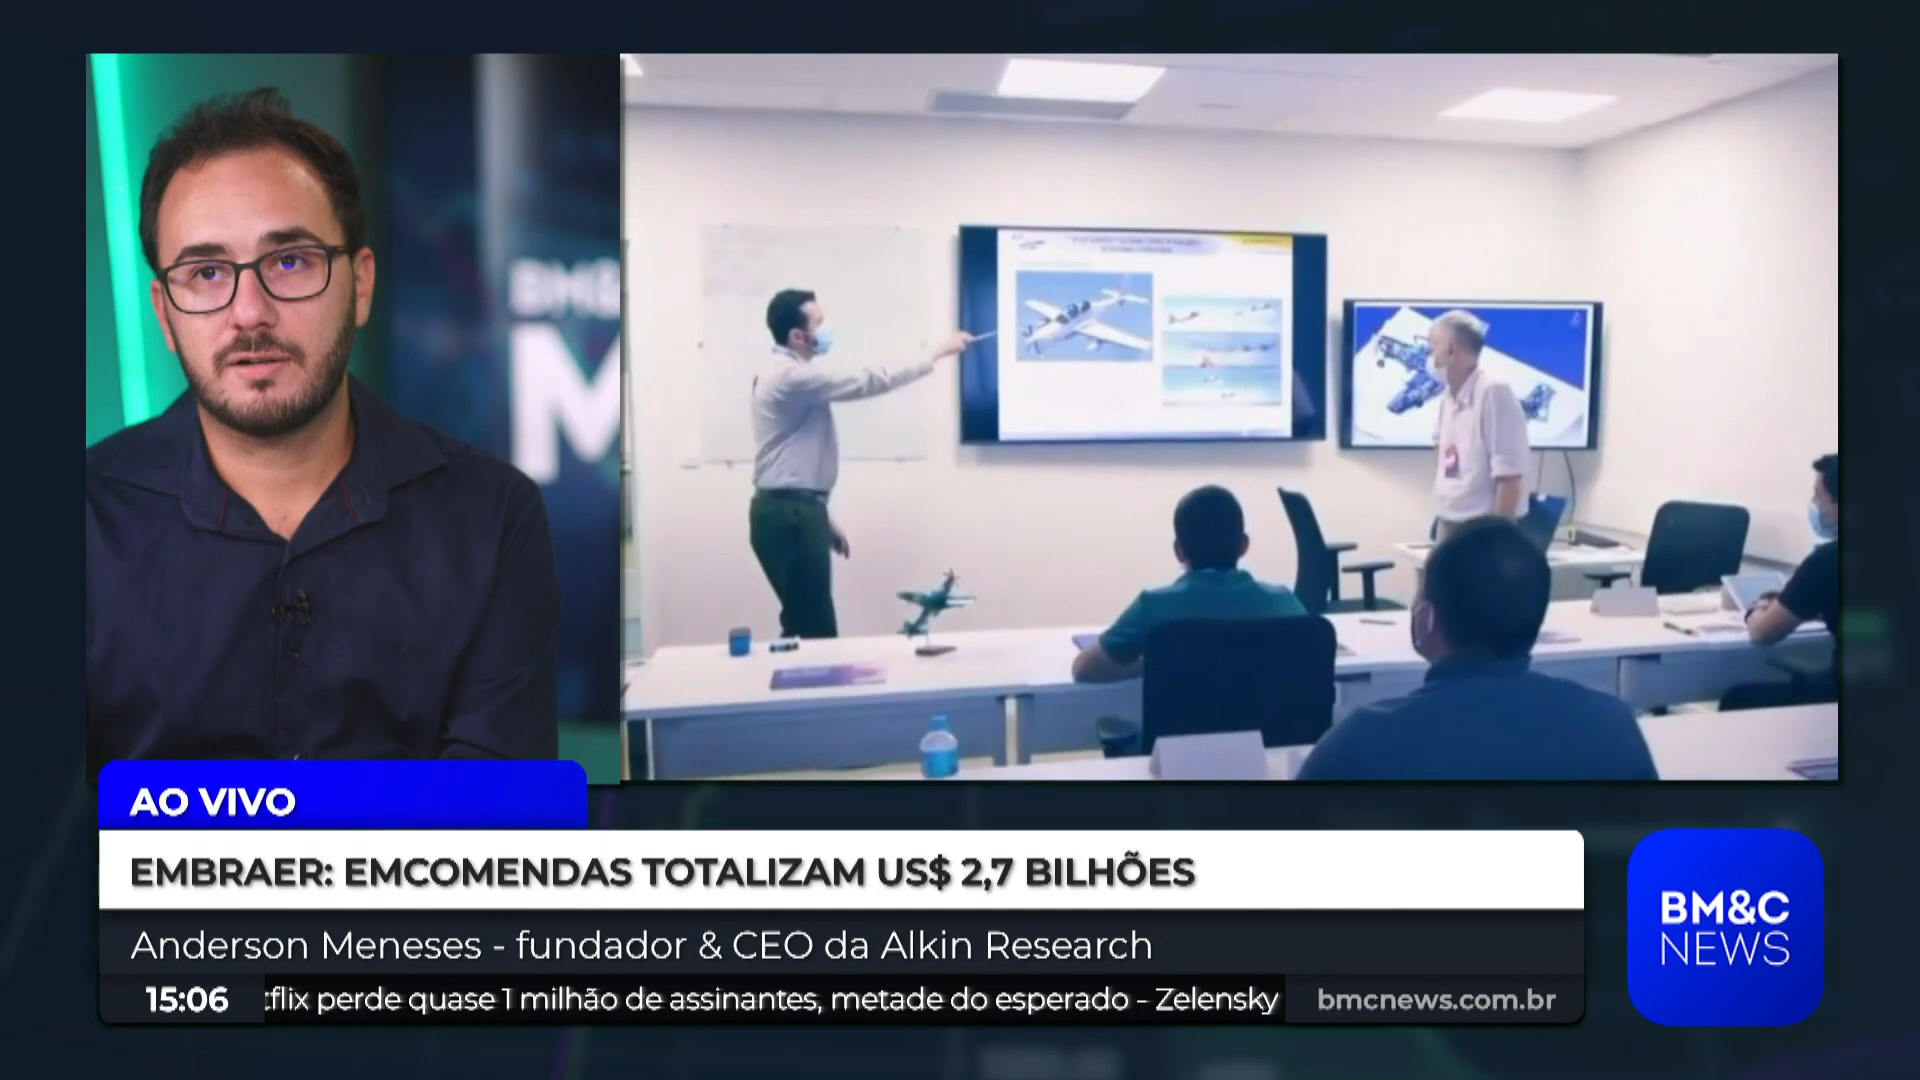 BM&
M
AO VIVO
EMBRAER: EMCOMENDAS TOTALIZAM US$ 2,7 BILHÕES
Anderson Meneses - fundador & CEO da Alkin Research
15:06
flix perde quase 1 milhão de assinantes, metade do esperado - Zelensky
bmcnews.com.br
BM&C
NEWS